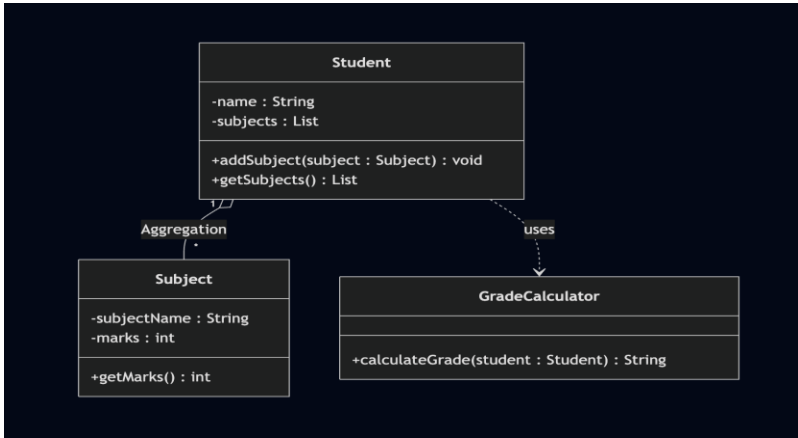 Student
-name : String
-subjects : List
+addSubject(subject : Subject) : void
+getSubjects() : List
1
Aggregation
*
uses
Subject
-subjectName : String
-marks : int
+getMarks() : int
GradeCalculator
+calculateGrade(student : Student) : String